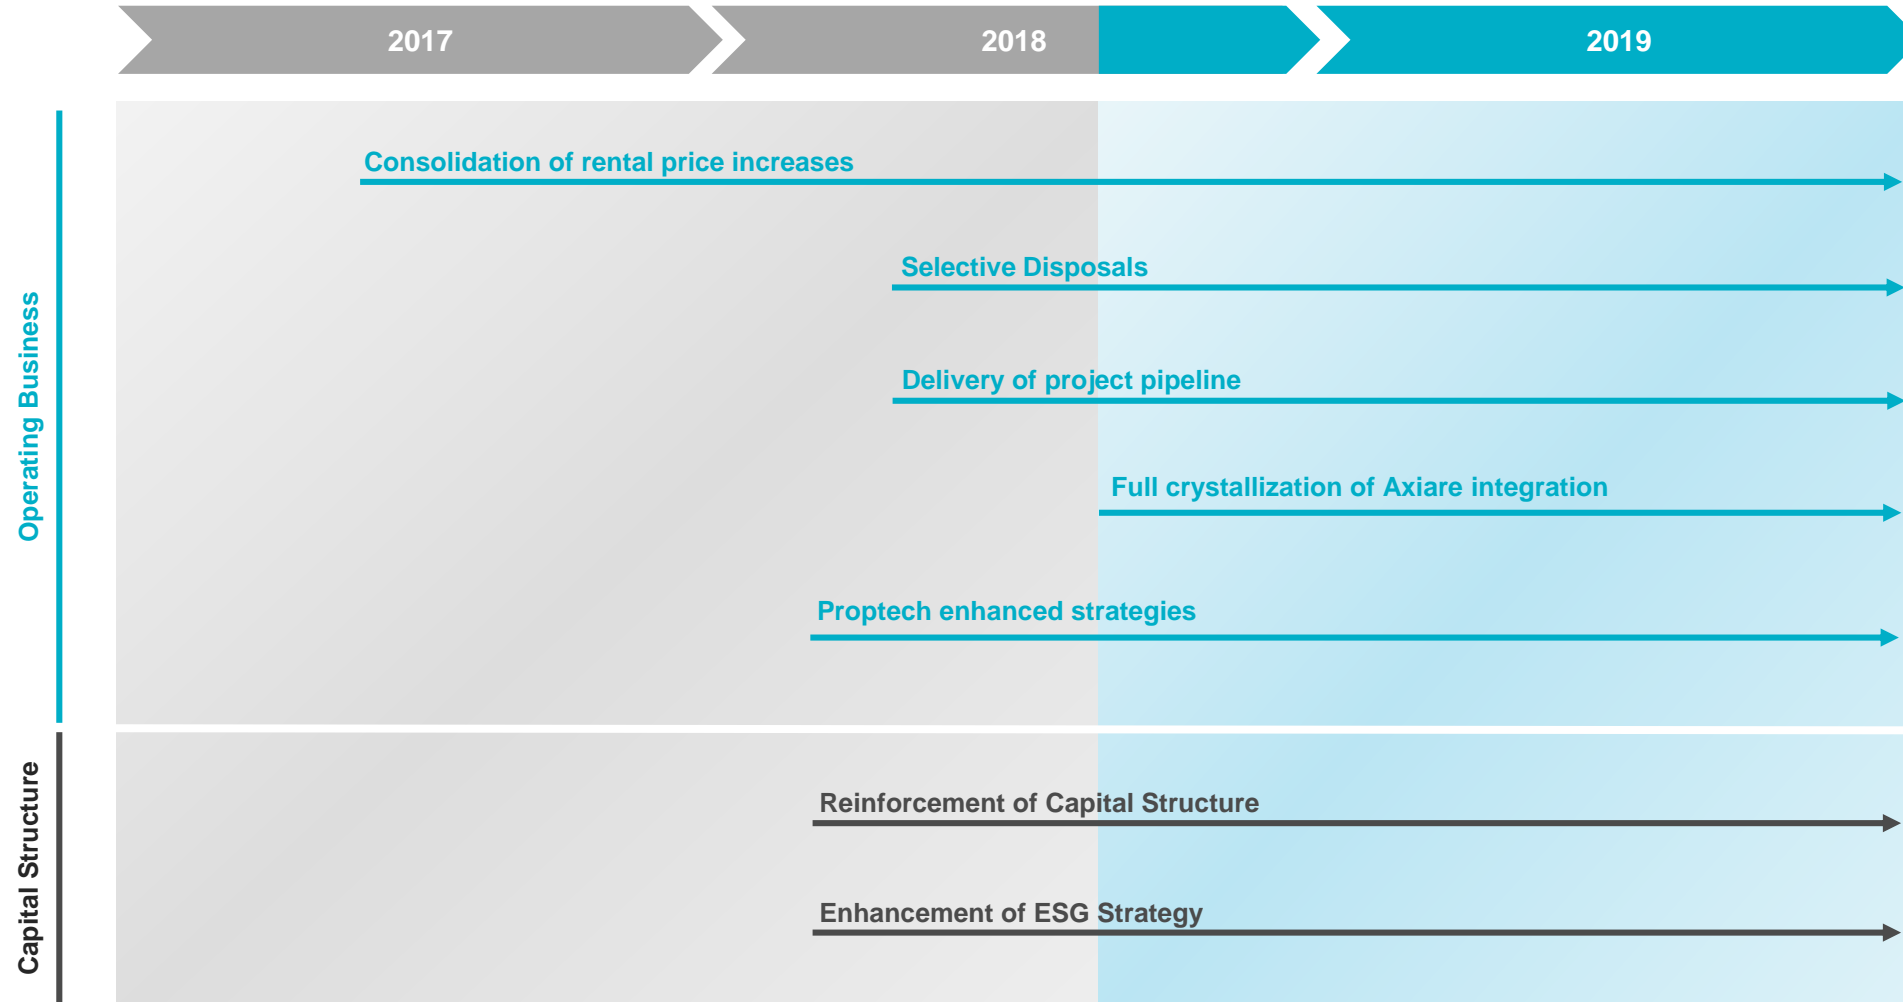 2017
2018
2019
Operating Business
Consolidation of rental price increases
Selective Disposals
Delivery of project pipeline
Full crystallization of Axiare integration
Proptech enhanced strategies
Capital Structure
Reinforcement of Capital Structure
Enhancement of ESG Strategy